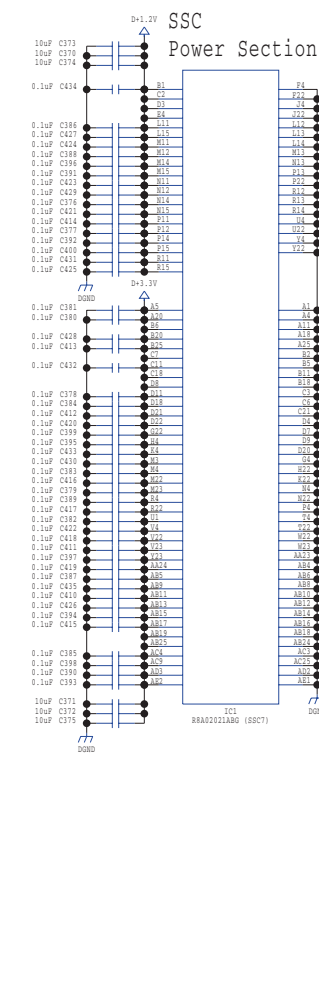 D+1.2V
SSC
Power Section
10uF C373
10uF C370
10uF C374
0.1uF C434 B1 F4
C2 P22
D3 J4
E4 J22
0.1uF C386 L11 L12
0.1uF C427 L15 L13
0.1uF C424 M11 L14
0.1uF C388 M12 M13
0.1uF C396 M14 N13
0.1uF C391 M15 P13
0.1uF C423 N11 P22
0.1uF C429 N12 R12
0.1uF C376 N14 R13
0.1uF C421 N15 R14
0.1uF C414 P11 U4
0.1uF C377 P12 U22
0.1uF C392 P14 Y4
0.1uF C400 P15 Y22
0.1uF C431 R11
0.1uF C425 R15
D+3.3V
DGND
0.1uF C381 A5 A1
0.1uF C380 A20 A4
B6 A11
0.1uF C428 B20 A18
0.1uF C413 B25 A25
C7 B2
0.1uF C432 C11 B5
C18 B11
D8 B18
0.1uF C378 D11 C3
0.1uF C384 D18 C6
0.1uF C412 D21 C21
0.1uF C420 D22 D4
0.1uF C399 G22 D7
0.1uF C395 H4 D9
0.1uF C433 K4 D20
0.1uF C430 M3 G4
0.1uF C383 M4 H22
0.1uF C416 M22 K22
0.1uF C379 M23 N4
0.1uF C389 R4 N22
0.1uF C417 R22 P4
0.1uF C382 U1 T4
0.1uF C422 V4 T22
0.1uF C418 V22 W22
0.1uF C411 V23 W23
0.1uF C397 Y23 AA23
0.1uF C419 AA24 AB4
0.1uF C387 AB5 AB6
0.1uF C435 AB9 AB8
0.1uF C410 AB11 AB10
0.1uF C426 AB13 AB12
0.1uF C394 AB15 AB14
0.1uF C415 AB17 AB16
AB19 AB18
AB25 AB24
0.1uF C385 AC4 AC3
0.1uF C398 AC9 AC25
0.1uF C390 AD3 AD2
0.1uF C393 AE2 AE1
10uF C371
10uF C372
10uF C375
IC1
R8A02021ABG (SSC7)
DGND